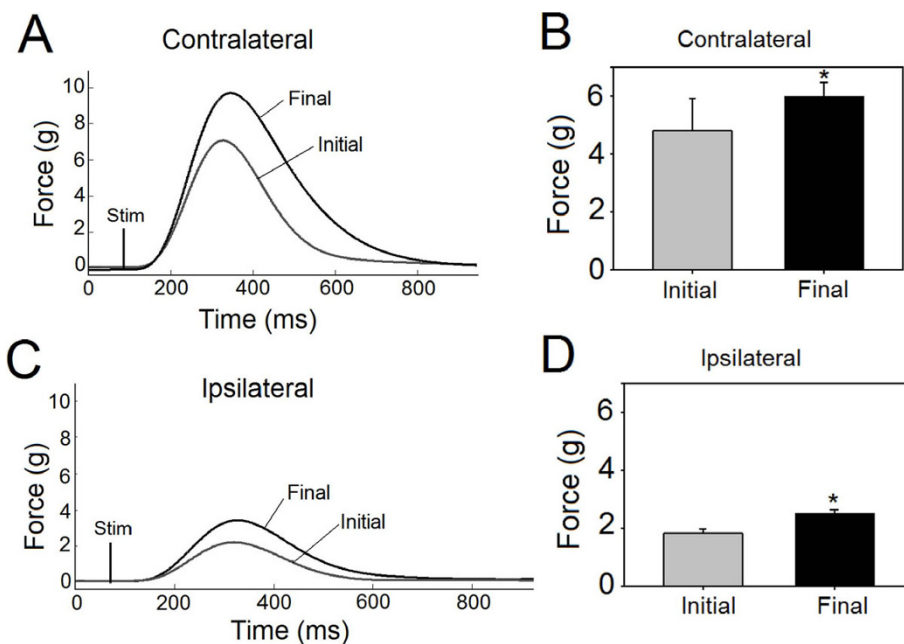 A
Contralateral
Force (g)
10
8
6
4
2
0
Stim
Final
Initial
0 200 400 600 800
Time (ms)
B
Contralateral
Force (g)
6
4
2
0
*
Initial Final
C
Ipsilateral
Force (g)
10
8
6
4
2
0
Stim
Final
Initial
0 200 400 600 800
Time (ms)
D
Ipsilateral
Force (g)
6
4
2
0
*
Initial Final